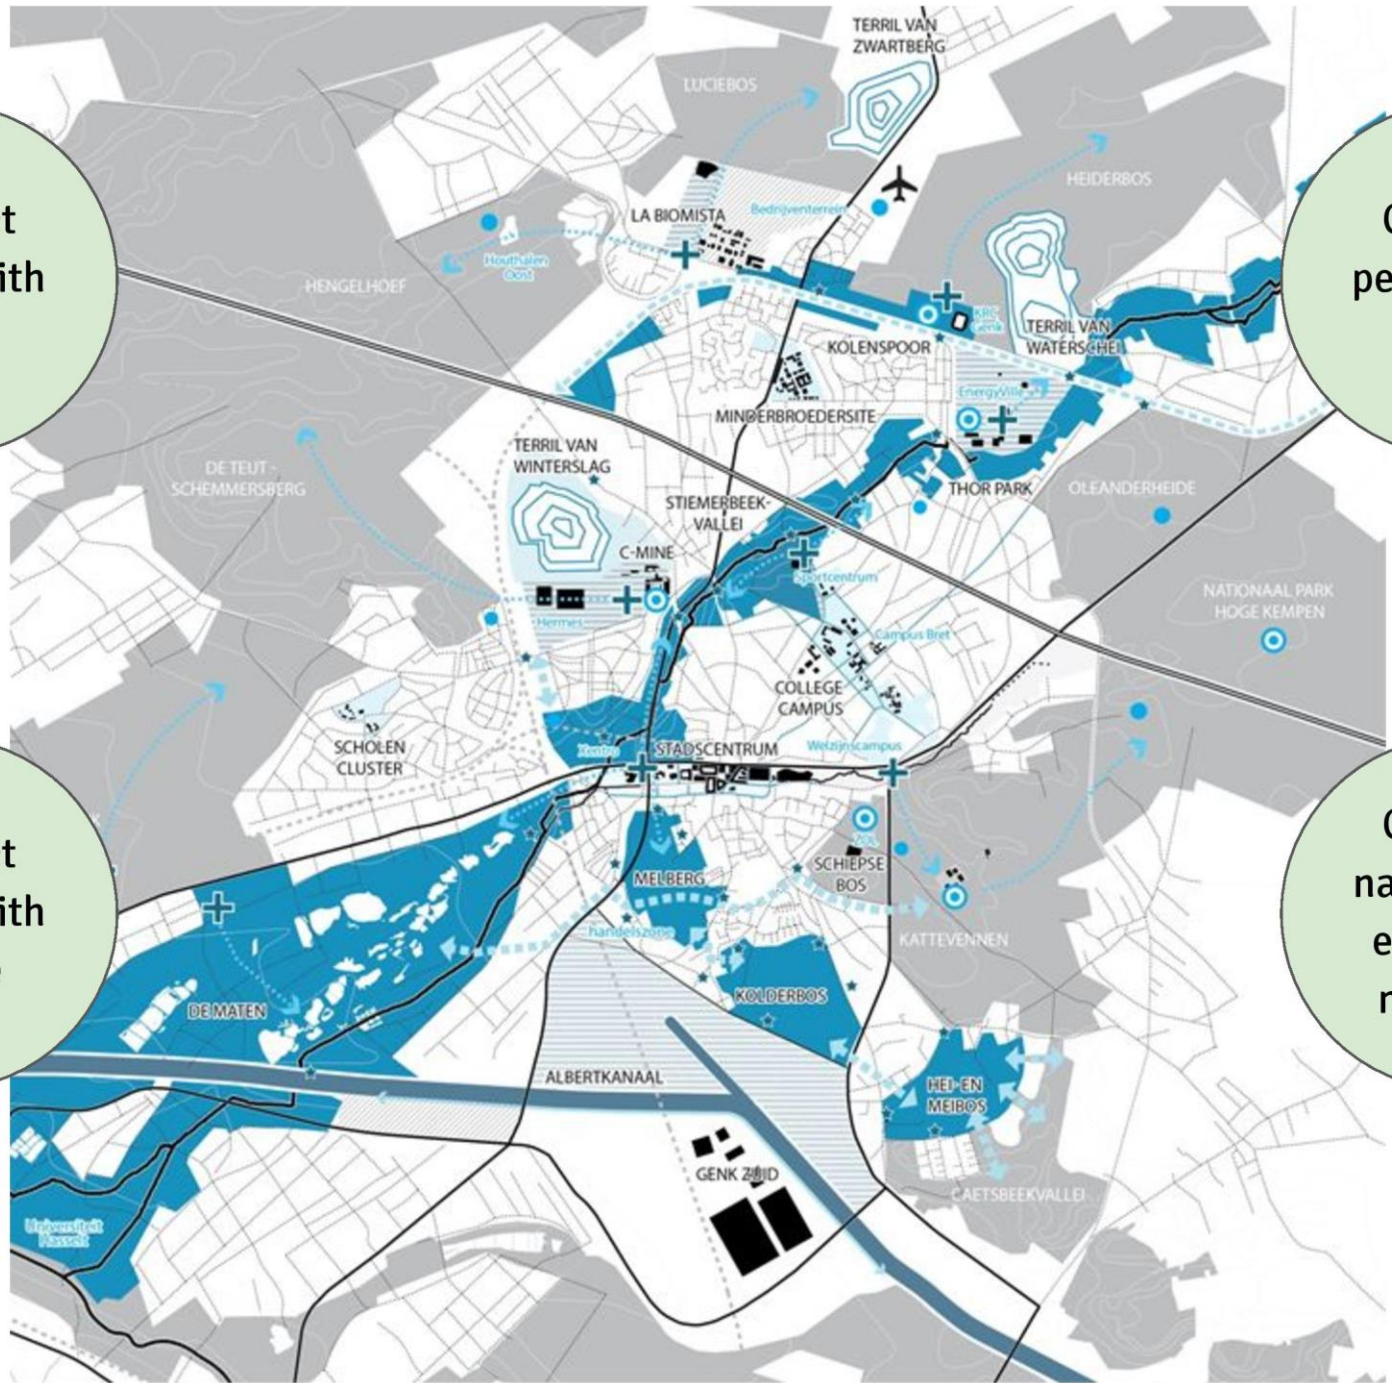 TERRIL VAN
ZWARTBERG
LUCIEBOS
HEIDERBOS
LA BIOMISTA
Bedrijventerrein
Houthalen
Oost
HENGELHOEF
KRC
Genk
TERRIL VAN
WATERSCHEI
KOLENSPOOR
EnergyVille
MINDERBROEDERSITE
TERRIL VAN
WINTERSLAG
DE TEUT -
SCHEMMERSBERG
THOR PARK
OLEANDERHEIDE
STIEMERBEEK-
VALLEI
C-MINE
Sportcentrum
NATIONAAL PARK
HOGE KEMPEN
Hermes
Campus Bret
COLLEGE
CAMPUS
SCHOLEN
CLUSTER
Xentro
STADSCENTRUM
Welzijnscampus
ZOL
SCHIEPSE
BOS
MELBERG
handelszone
KATTEVENNEN
DE MATEN
KOLDERBOS
ALBERTKANAAL
HEI- EN
MEIBOS
GENK ZUID
CAETSBEEKVALLEI
Universiteit
Hasselt